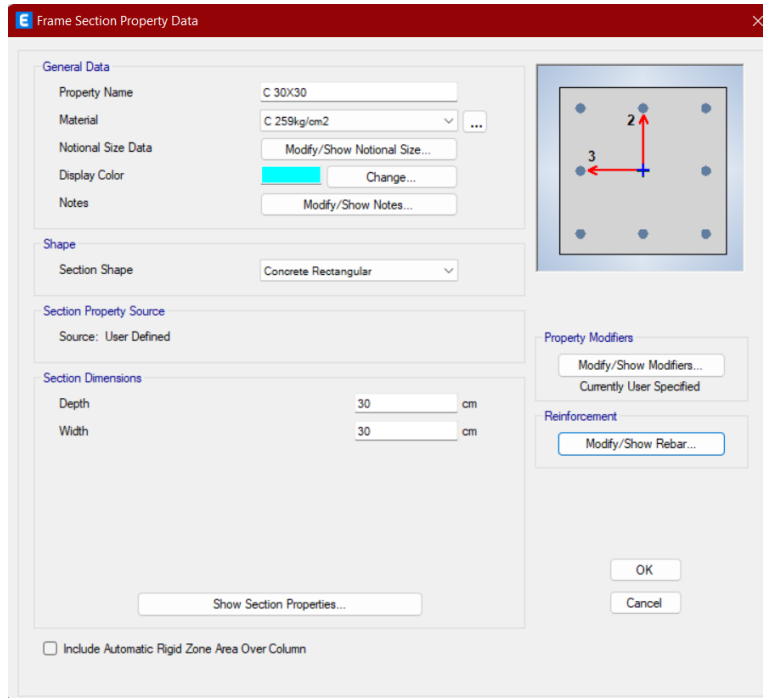 E Frame Section Property Data
General Data
Property Name C 30X30
Material C 259kg/cm2 ...
Notional Size Data Modify/Show Notional Size...
Display Color Change...
Notes Modify/Show Notes...
Shape
Section Shape Concrete Rectangular
Section Property Source
Source: User Defined
Section Dimensions
Depth 30 cm
Width 30 cm
Show Section Properties...
Include Automatic Rigid Zone Area Over Column
2
3
Property Modifiers
Modify/Show Modifiers...
Currently User Specified
Reinforcement
Modify/Show Rebar...
OK
Cancel